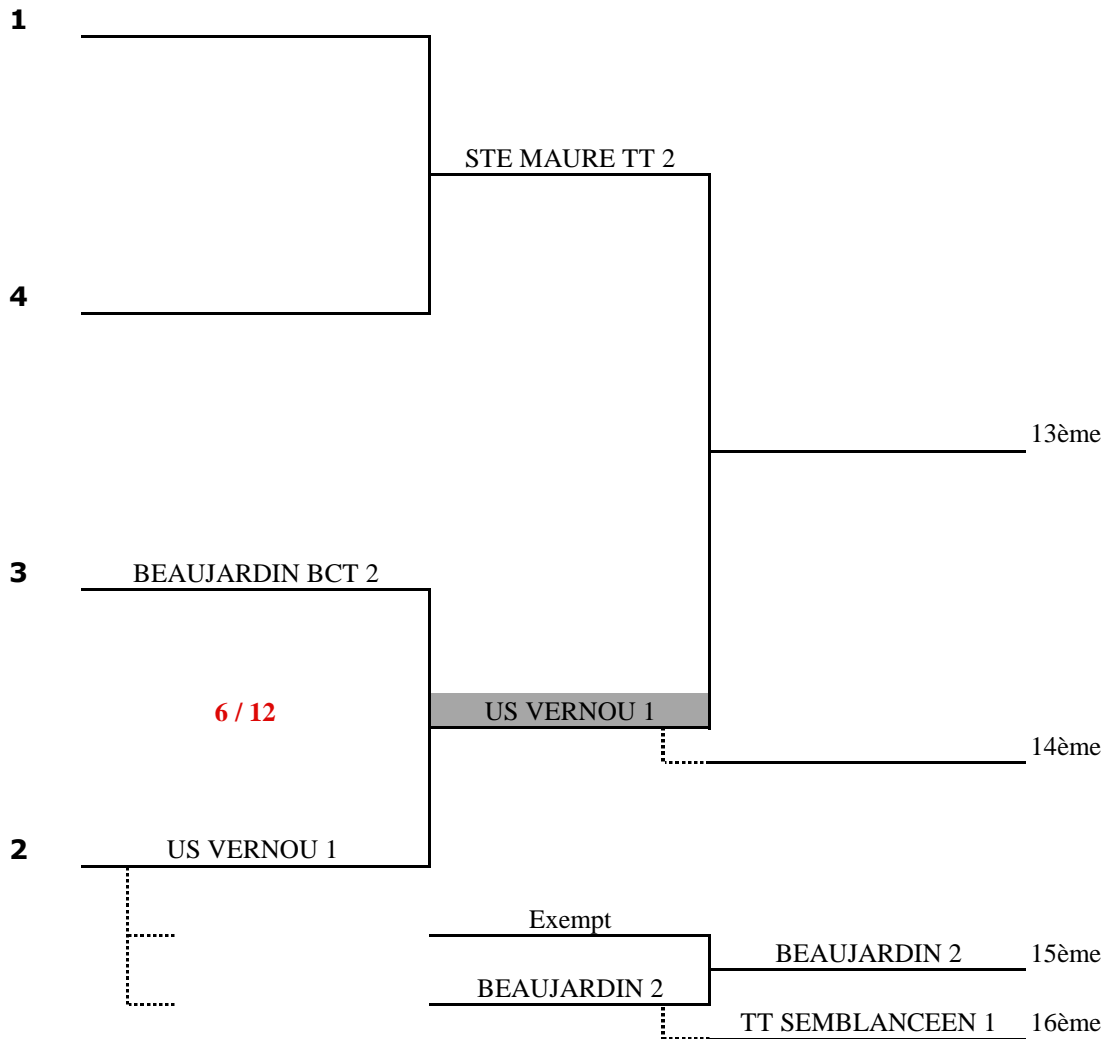 1
STE MAURE TT 2
4
13ème
3 BEAUJARDIN BCT 2
6 / 12 US VERNOU 1
14ème
2 US VERNOU 1
Exempt
BEAUJARDIN 2 15ème
BEAUJARDIN 2
TT SEMBLANCEEN 1 16ème